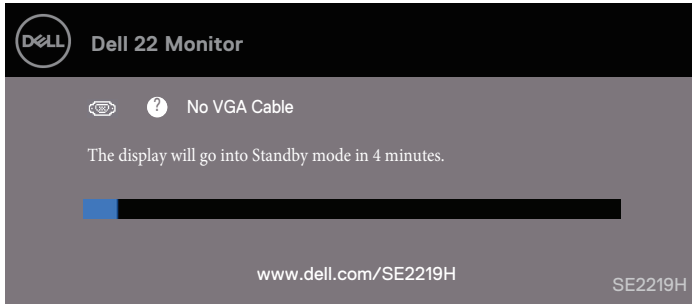 DELL
Dell 22 Monitor
? No VGA Cable
The display will go into Standby mode in 4 minutes.
www.dell.com/SE2219H
SE2219H